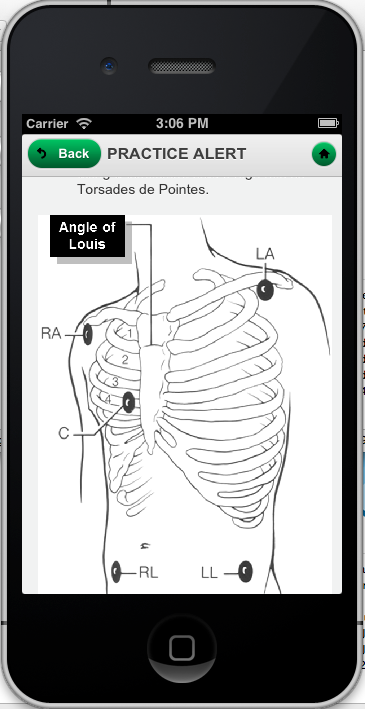 Carrier 3:06 PM
Back PRACTICE ALERT
Torsades de Pointes.
Angle of
Louis
LA
RA
1
2
3
4
C
RL LL